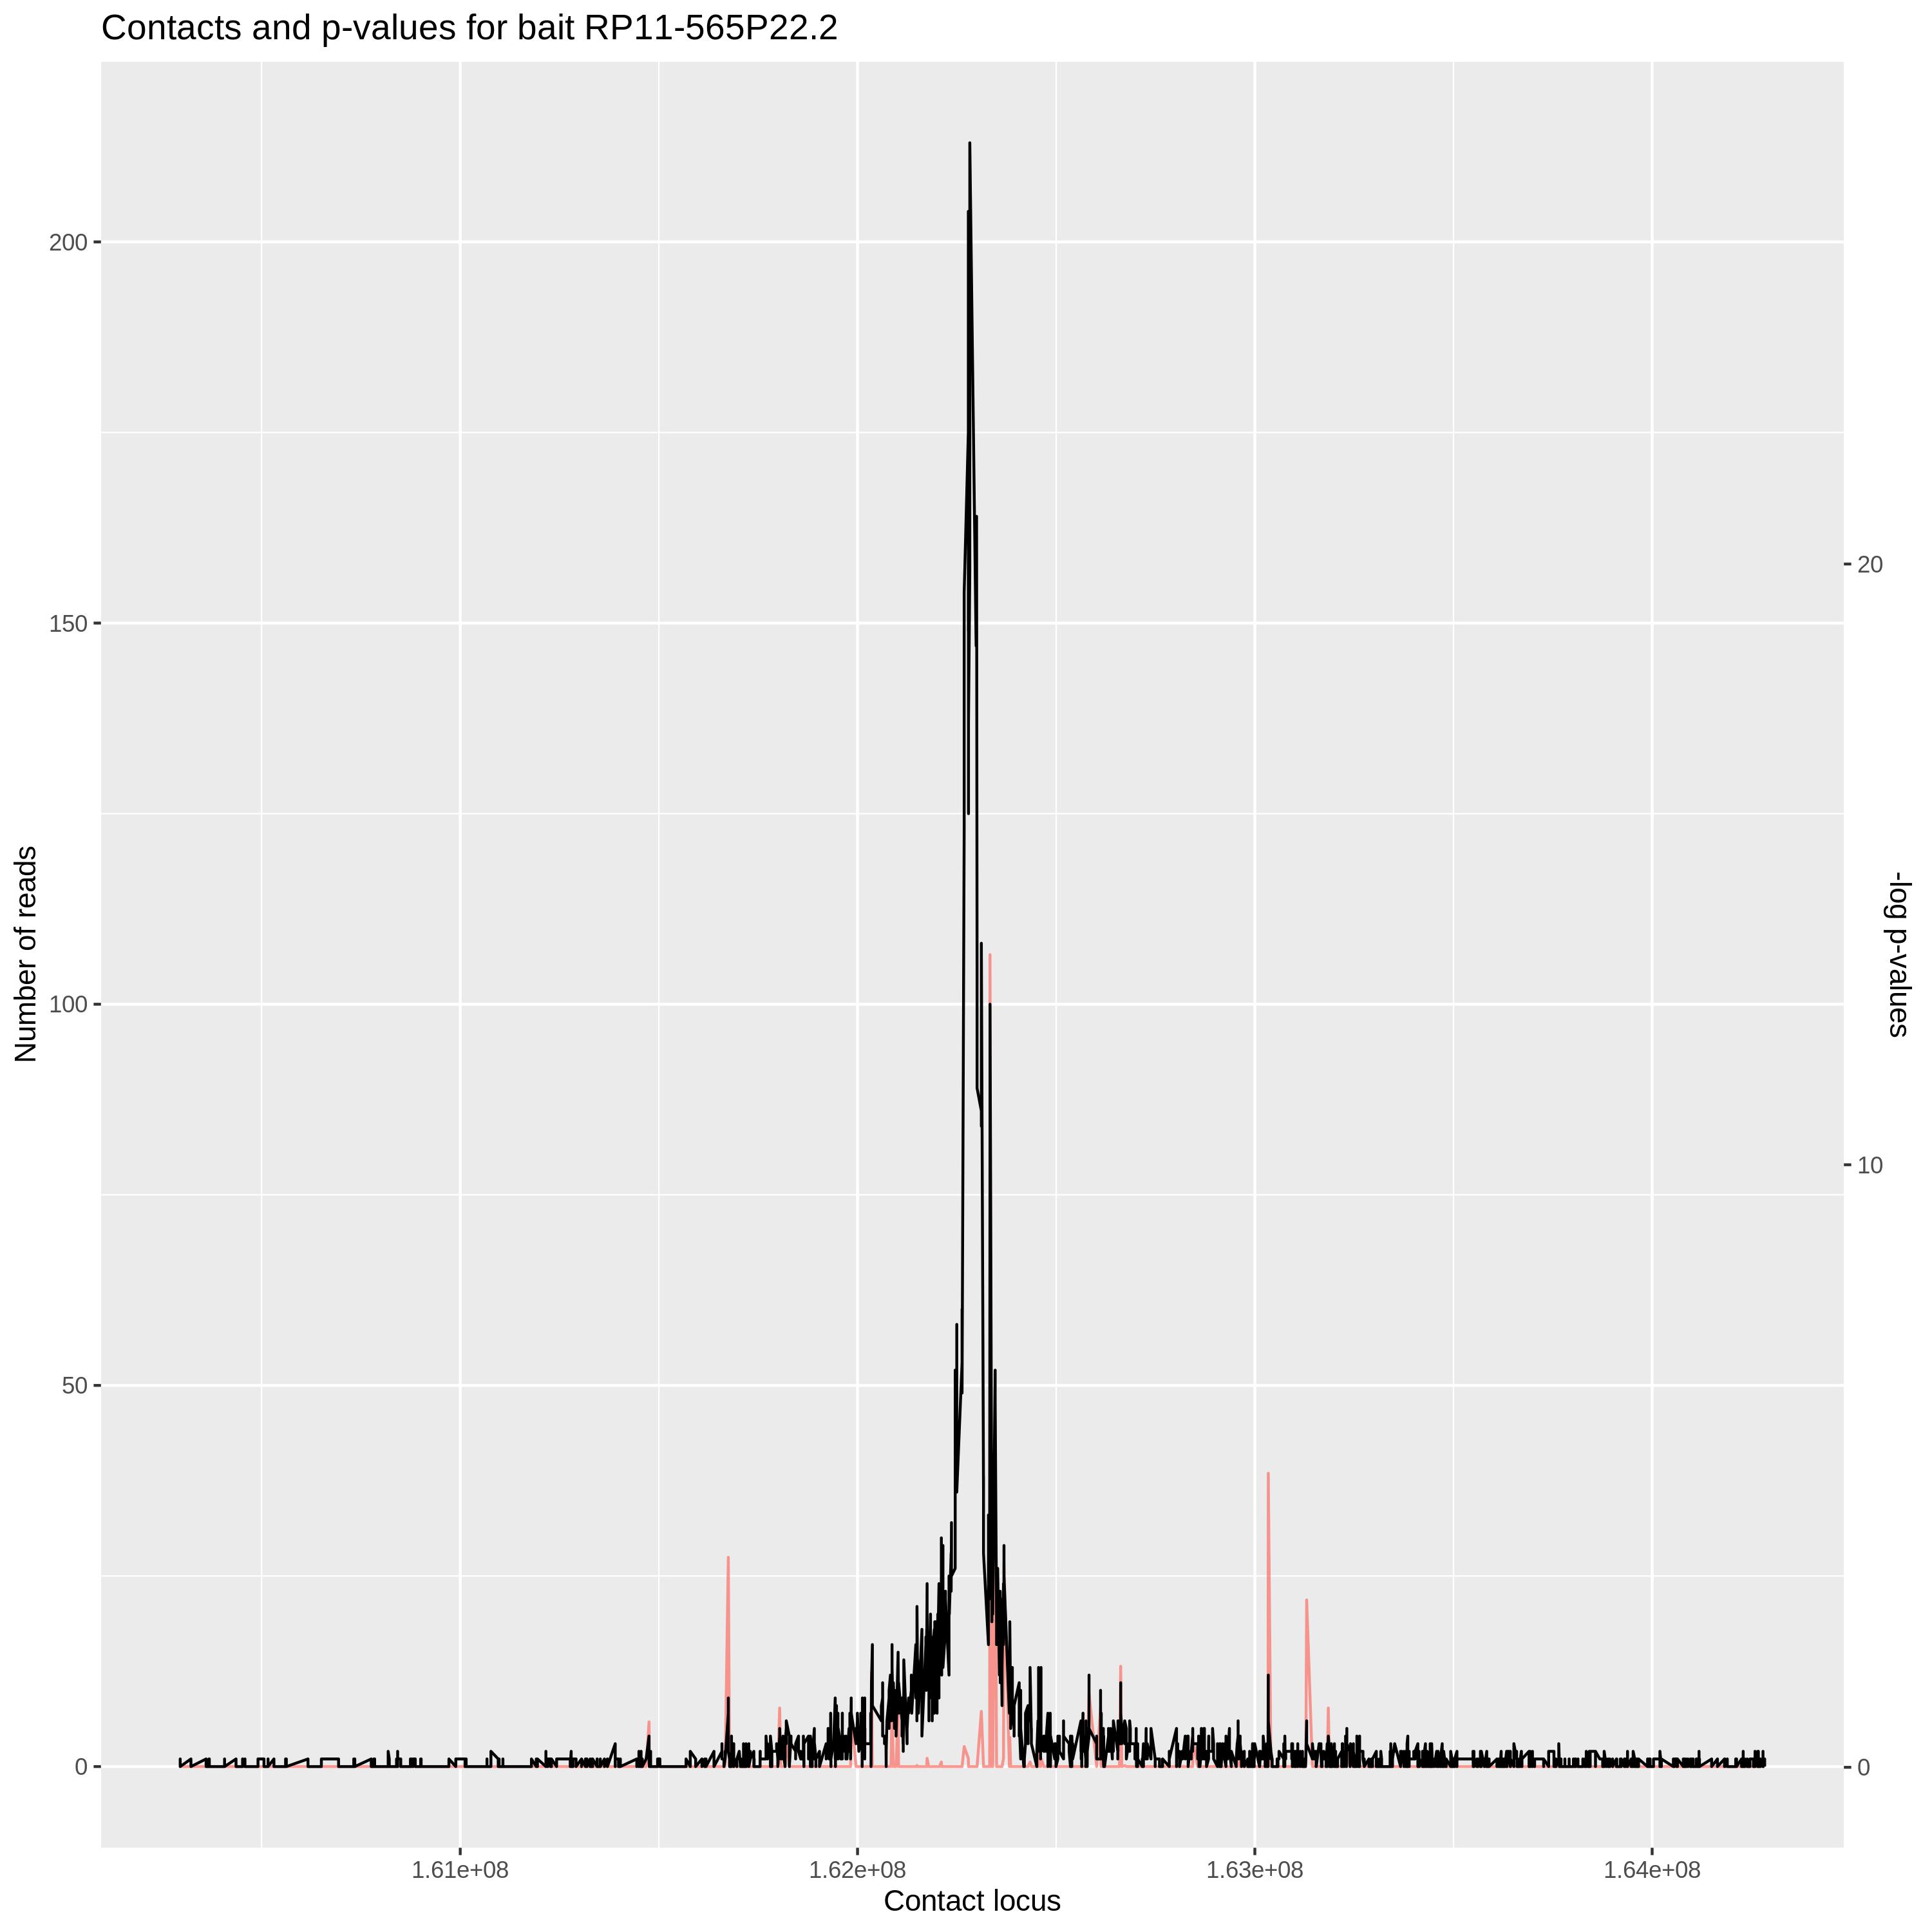 Contacts and p-values for bait RP11-565P22.2
200
150
100
50
0
Number of reads
20
10
0
-log p-values
1.61e+08
1.62e+08
1.63e+08
1.64e+08
Contact locus